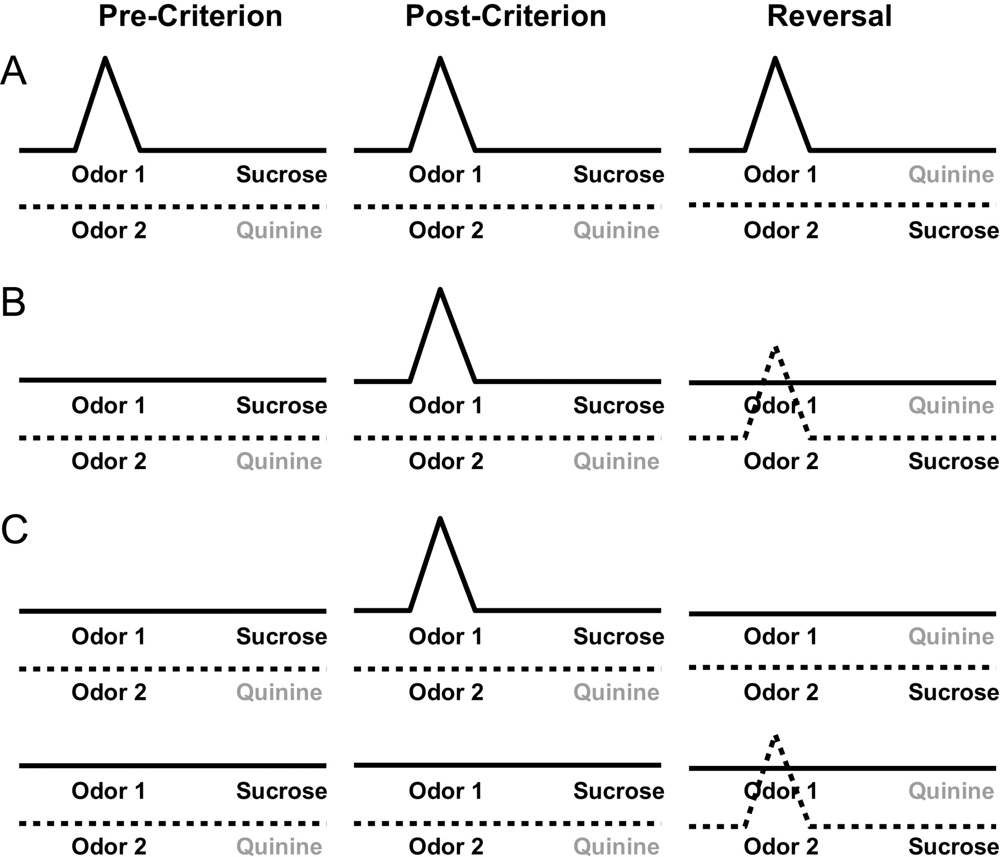 Pre-Criterion Post-Criterion Reversal
A
Odor 1 Sucrose Odor 1 Sucrose Odor 1 Quinine
Odor 2 Quinine Odor 2 Quinine Odor 2 Sucrose
B
Odor 1 Sucrose Odor 1 Sucrose Odor 1 Quinine
Odor 2 Quinine Odor 2 Quinine Odor 2 Sucrose
C
Odor 1 Sucrose Odor 1 Sucrose Odor 1 Quinine
Odor 2 Quinine Odor 2 Quinine Odor 2 Sucrose
Odor 1 Sucrose Odor 1 Sucrose Odor 1 Quinine
Odor 2 Quinine Odor 2 Quinine Odor 2 Sucrose